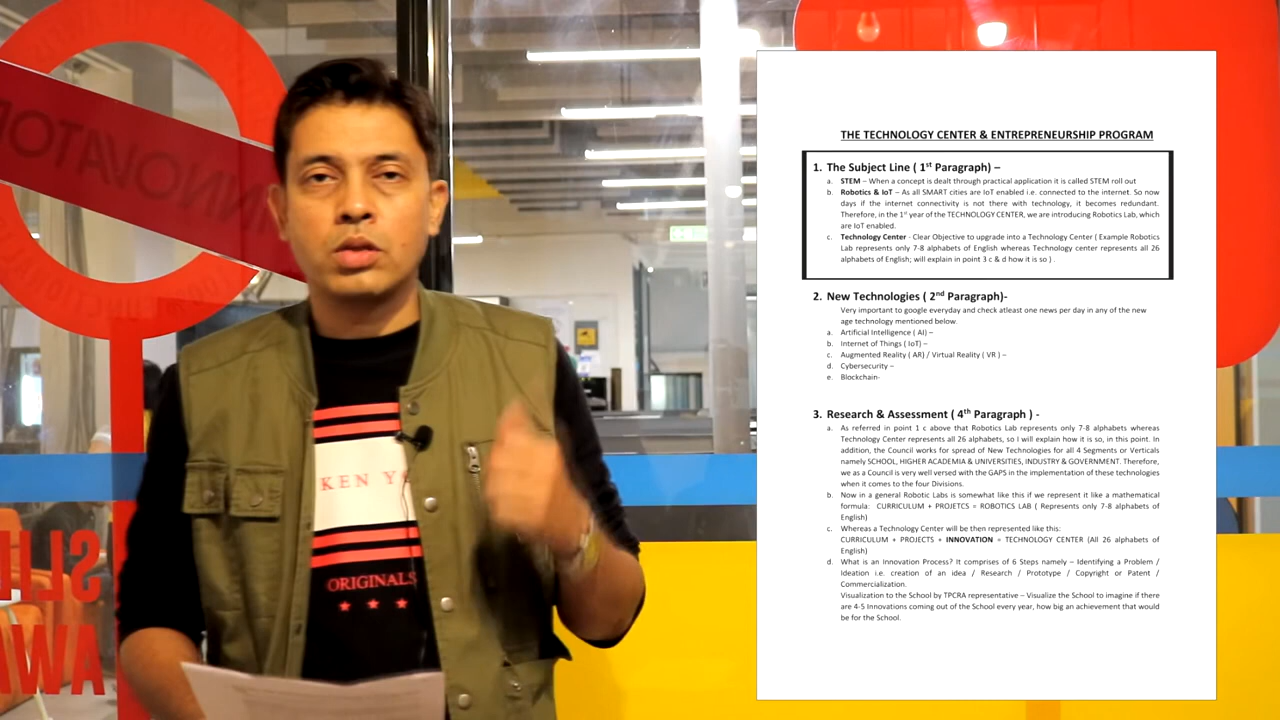 THE TECHNOLOGY CENTER & ENTREPRENEURSHIP PROGRAM
1. The Subject Line ( 1st Paragraph) –
a. STEM – When a concept is dealt through practical application it is called STEM roll out
b. Robotics & IoT – As all SMART cities are IoT enabled i.e. connected to the internet. So now
days if the internet connectivity is not there with technology, it becomes redundant.
Therefore, in the 1st year of the TECHNOLOGY CENTER, we are introducing Robotics Lab, which
are IoT enabled.
c. Technology Center - Clear Objective to upgrade into a Technology Center ( Example Robotics
Lab represents only 7-8 alphabets of English whereas Technology center represents all 26
alphabets of English; will explain in point 3 c & d how it is so ) .
2. New Technologies ( 2nd Paragraph)-
Very important to google everyday and check atleast one news per day in any of the new
age technology mentioned below.
a. Artificial Intelligence ( AI) –
b. Internet of Things ( IoT) –
c. Augmented Reality ( AR) / Virtual Reality ( VR ) –
d. Cybersecurity –
e. Blockchain-
3. Research & Assessment ( 4th Paragraph ) -
a. As referred in point 1 c above that Robotics Lab represents only 7-8 alphabets whereas
Technology Center represents all 26 alphabets, so I will explain how it is so, in this point. In
addition, the Council works for spread of New Technologies for all 4 Segments or Verticals
namely SCHOOL, HIGHER ACADEMIA & UNIVERSITIES, INDUSTRY & GOVERNMENT. Therefore,
we as a Council is very well versed with the GAPS in the implementation of these technologies
when it comes to the four Divisions.
b. Now in a general Robotic Labs is somewhat like this if we represent it like a mathematical
formula: CURRICULUM + PROJETCS = ROBOTICS LAB ( Represents only 7-8 alphabets of
English)
c. Whereas a Technology Center will be then represented like this:
CURRICULUM + PROJECTS + INNOVATION = TECHNOLOGY CENTER (All 26 alphabets of
English)
d. What is an Innovation Process? It comprises of 6 Steps namely – Identifying a Problem /
Ideation i.e. creation of an idea / Research / Prototype / Copyright or Patent /
Commercialization.
Visualization to the School by TPCRA representative – Visualize the School to imagine if there
are 4-5 Innovations coming out of the School every year, how big an achievement that would
be for the School.
KEN Y
ORIGINALS